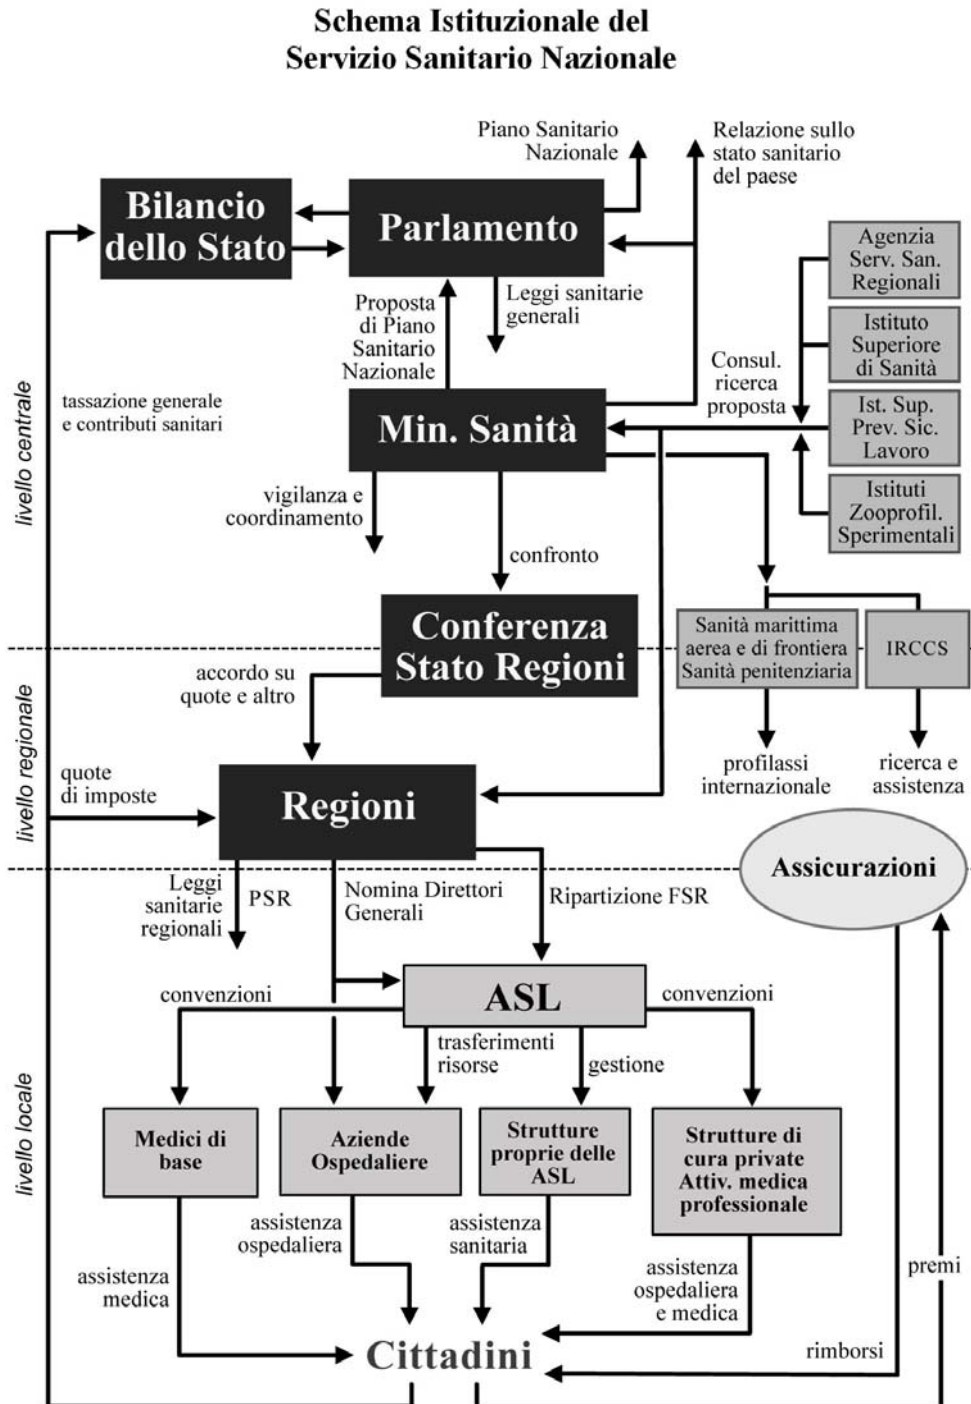 Schema Istituzionale del
Servizio Sanitario Nazionale
Piano Sanitario
Nazionale
Relazione sullo
stato sanitario
del paese
Bilancio
dello Stato
Parlamento
Agenzia
Serv. San.
Regionali
Proposta
di Piano
Sanitario
Nazionale
Leggi sanitarie
generali
Istituto
Superiore
di Sanità
Consul.
ricerca
proposta
tassazione generale
e contributi sanitari
livello centrale
Min. Sanità
Ist. Sup.
Prev. Sic.
Lavoro
vigilanza e
coordinamento
Istituti
Zooprofil.
Sperimentali
confronto
Conferenza
Stato Regioni
Sanità marittima
aerea e di frontiera
Sanità penitenziaria
IRCCS
accordo su
quote e altro
livello regionale
profilassi
internazionale
ricerca e
assistenza
quote
di imposte
Regioni
Assicurazioni
Leggi
sanitarie
regionali
PSR
Nomina Direttori
Generali
Ripartizione FSR
convenzioni
ASL
convenzioni
trasferimenti
risorse
gestione
livello locale
Medici di
base
Aziende
Ospedaliere
Strutture
proprie delle
ASL
Strutture di
cura private
Attiv. medica
professionale
assistenza
ospedaliera
assistenza
sanitaria
assistenza
medica
assistenza
ospedaliera
e medica
premi
rimborsi
Cittadini